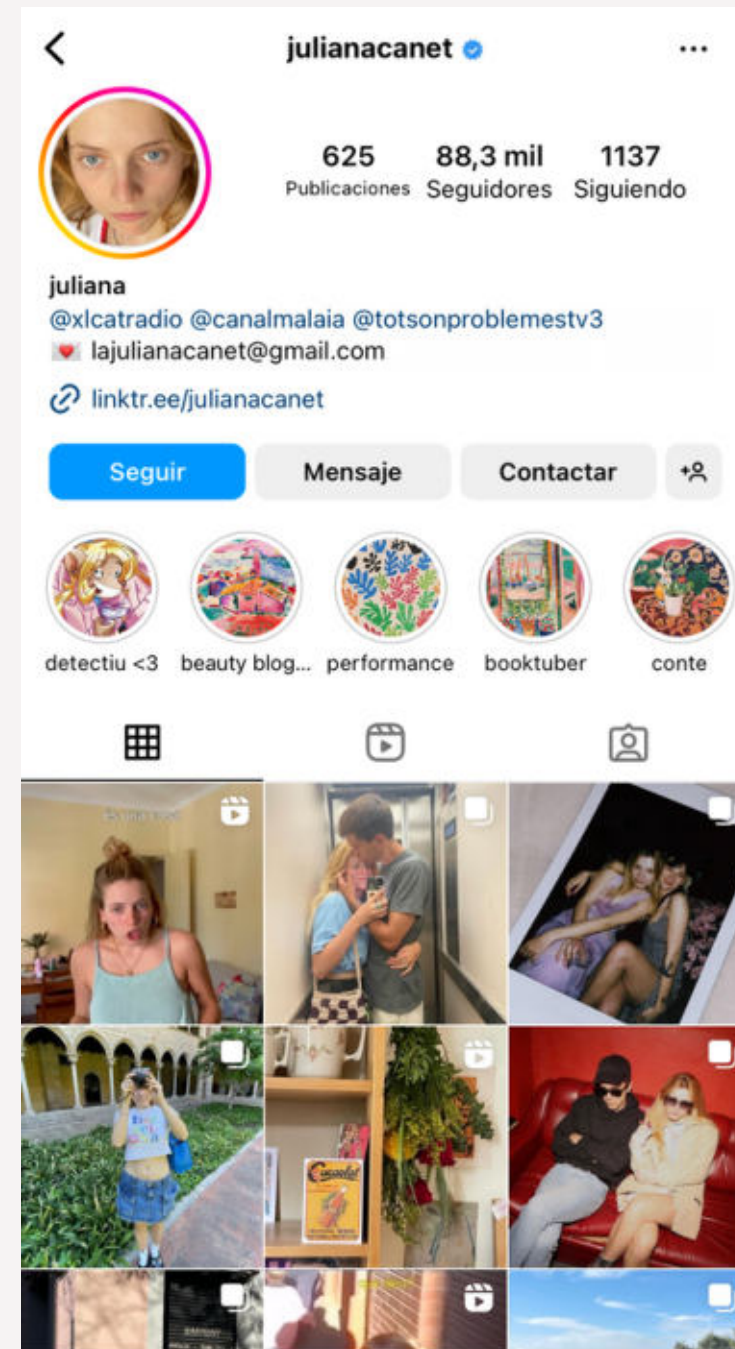 julianacanet
625 88,3 mil 1137
Publicaciones Seguidores Siguiendo
juliana
@xlcatradio @canalmalaia @totsonproblemestv3
lajulianacanet@gmail.com
linktr.ee/julianacanet
Seguir Mensaje Contactar
detectiu <3 beauty blog... performance booktuber conte
Cacaolat